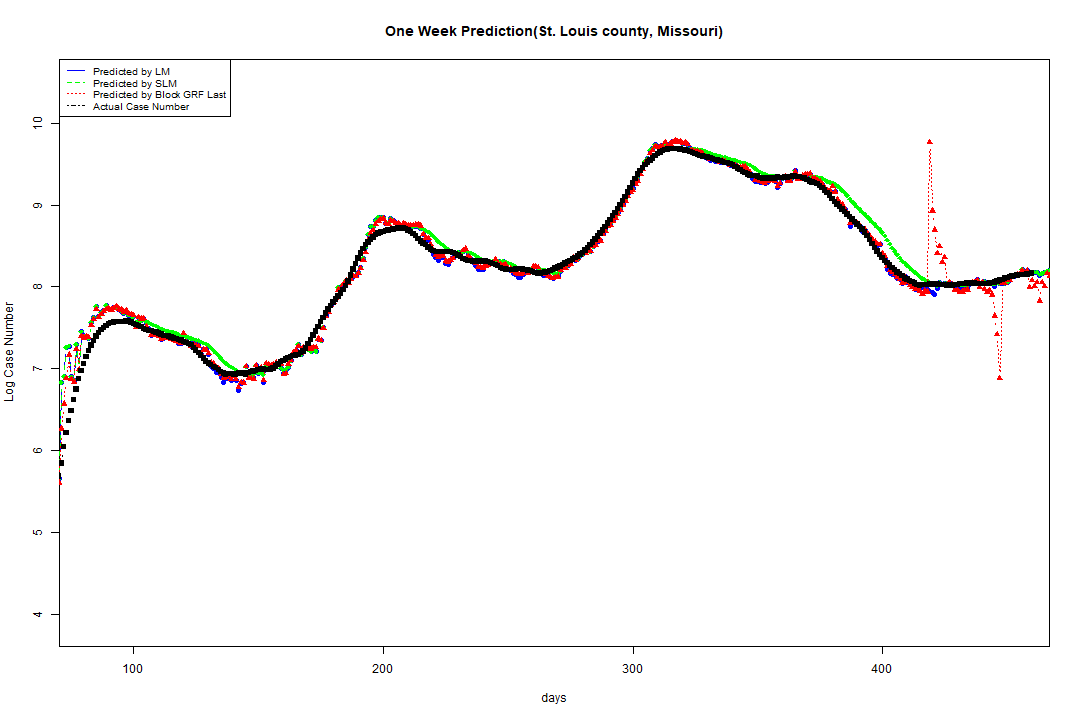 One Week Prediction(St. Louis county, Missouri)
Predicted by LM
Predicted by SLM
Predicted by Block GRF Last
Actual Case Number
Log Case Number
10
9
8
7
6
5
4
100 200 300 400
days